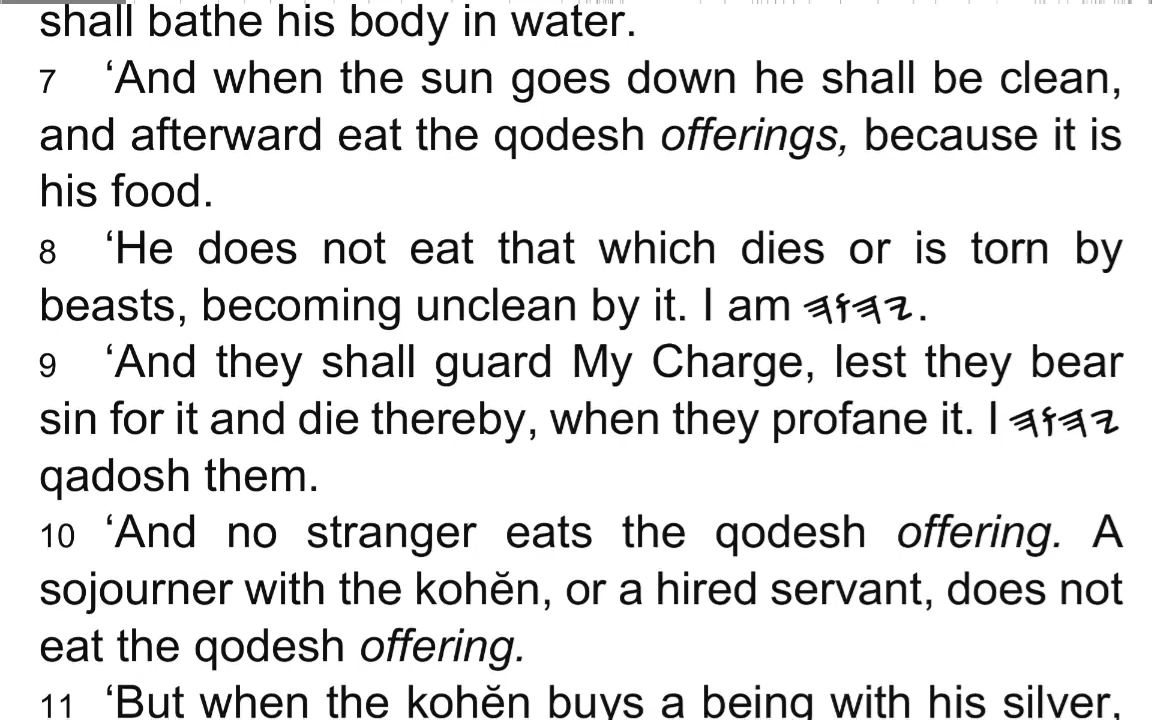 shall bathe his body in water.
7 ‘And when the sun goes down he shall be clean,
and afterward eat the qodesh offerings, because it is
his food.
8 ‘He does not eat that which dies or is torn by
beasts, becoming unclean by it. I am 𐤉𐤄𐤅𐤄.
9 ‘And they shall guard My Charge, lest they bear
sin for it and die thereby, when they profane it. I 𐤉𐤄𐤅𐤄
qadosh them.
10 ‘And no stranger eats the qodesh offering. A
sojourner with the kohĕn, or a hired servant, does not
eat the qodesh offering.
11 ‘But when the kohĕn buys a being with his silver,